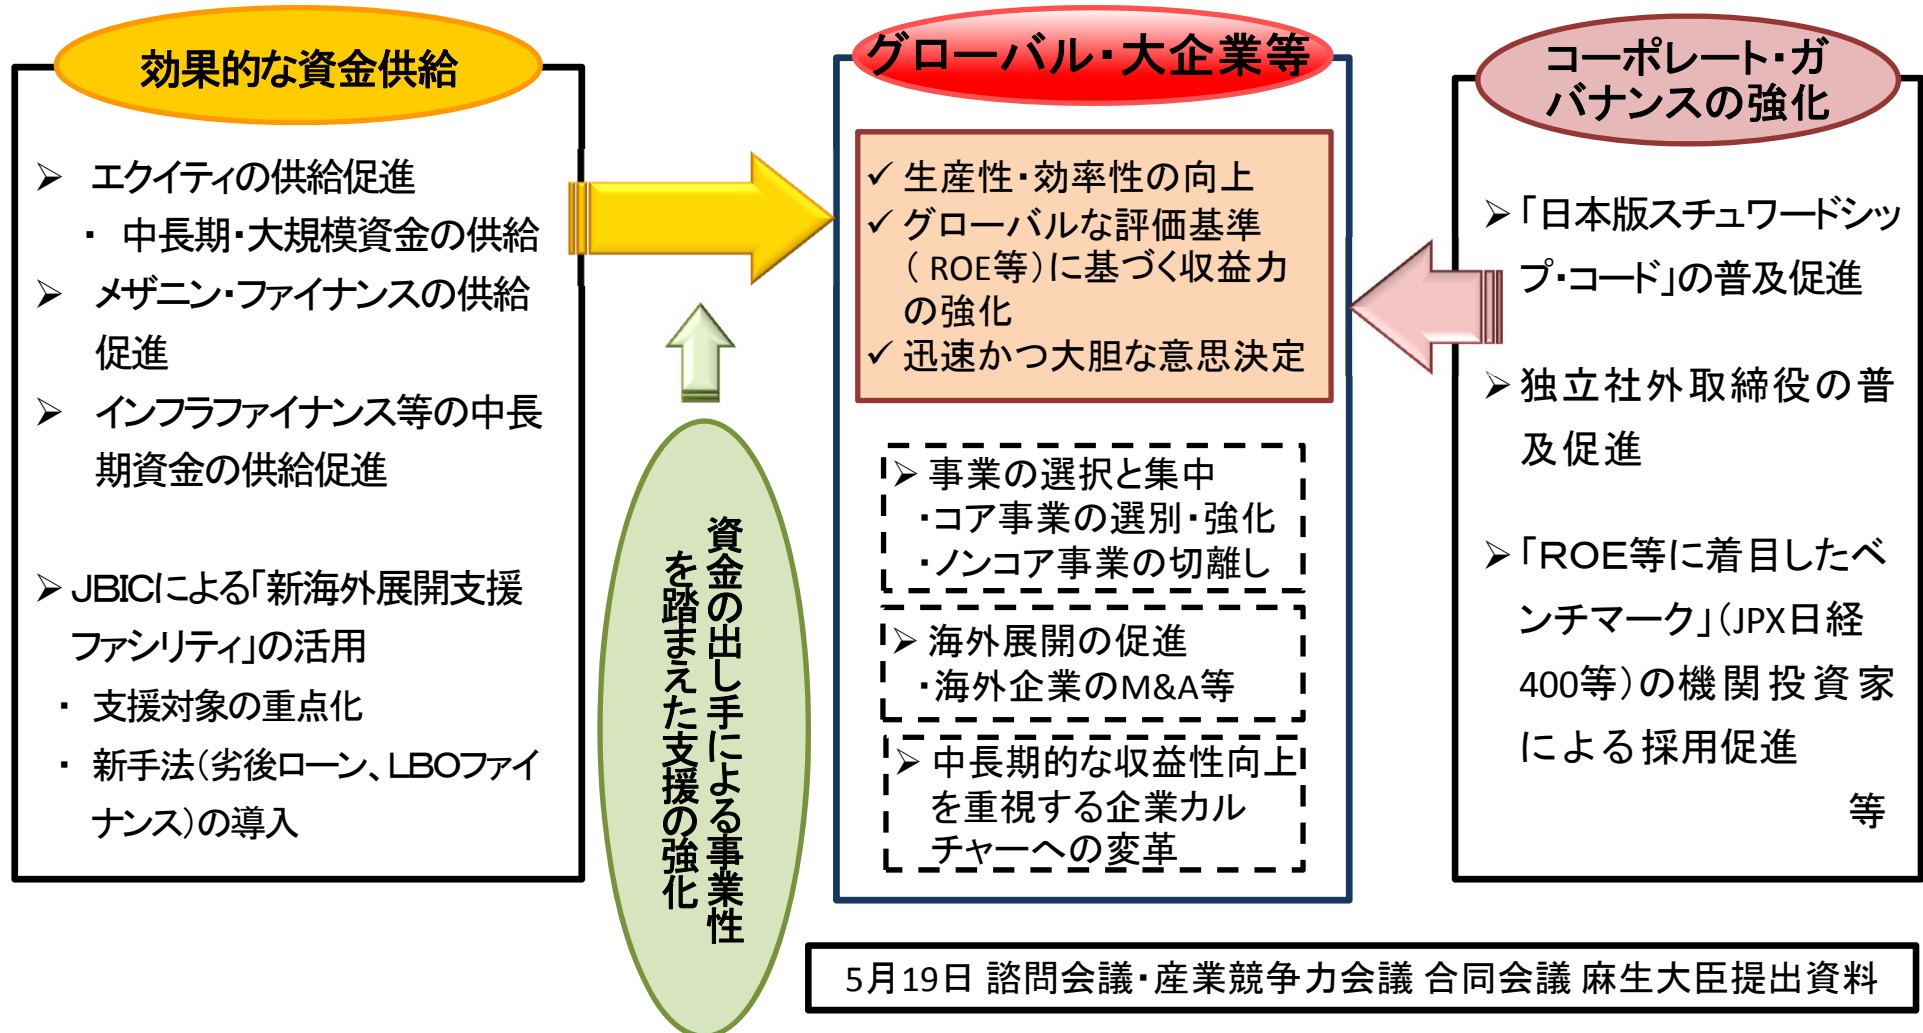 効果的な資金供給
➢ エクイティの供給促進
・ 中長期・大規模資金の供給
➢ メザニン・ファイナンスの供給
促進
➢ インフラファイナンス等の中長
期資金の供給促進
➢ JBICによる「新海外展開支援
ファシリティ」の活用
・ 支援対象の重点化
・ 新手法（劣後ローン、LBOファイ
ナンス）の導入
資金の出し手による事業性
を踏まえた支援の強化
グローバル・大企業等
✓ 生産性・効率性の向上
✓ グローバルな評価基準
（ ROE等）に基づく収益力
の強化
✓ 迅速かつ大胆な意思決定
➢ 事業の選択と集中
・コア事業の選別・強化
・ノンコア事業の切離し
➢ 海外展開の促進
・海外企業のM&A等
➢ 中長期的な収益性向上
を重視する企業カル
チャーへの変革
コーポレート・ガ
バナンスの強化
➢「日本版スチュワードシッ
プ・コード」の普及促進
➢ 独立社外取締役の普
及促進
➢「ROE等に着目したベ
ンチマーク」（JPX日経
400等）の機関投資家
による採用促進
等
5月19日 諮問会議・産業競争力会議 合同会議 麻生大臣提出資料